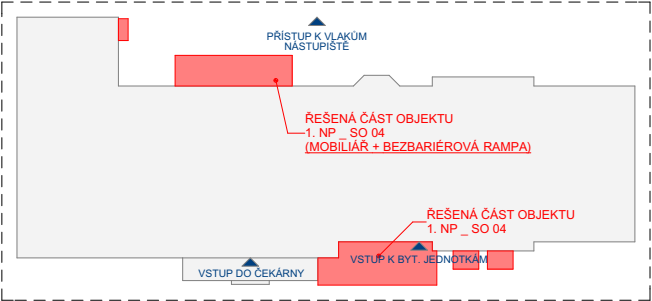 PŘÍSTUP K VLAKŮM
NÁSTUPIŠTĚ
ŘEŠENÁ ČÁST OBJEKTU
1. NP _ SO 04
(MOBILIÁŘ + BEZBARIÉROVÁ RAMPA)
ŘEŠENÁ ČÁST OBJEKTU
1. NP _ SO 04
VSTUP K BYT. JEDNOTKÁM
VSTUP DO ČEKÁRNY